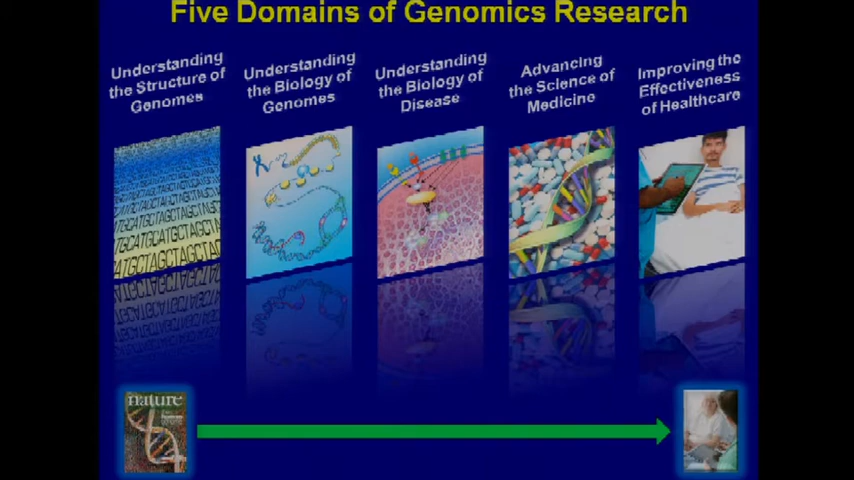 Five Domains of Genomics Research
Understanding
the Structure of
Genomes
Understanding
the Biology of
Genomes
Understanding
the Biology of
Disease
Advancing
the Science of
Medicine
Improving the
Effectiveness
of Healthcare
nature